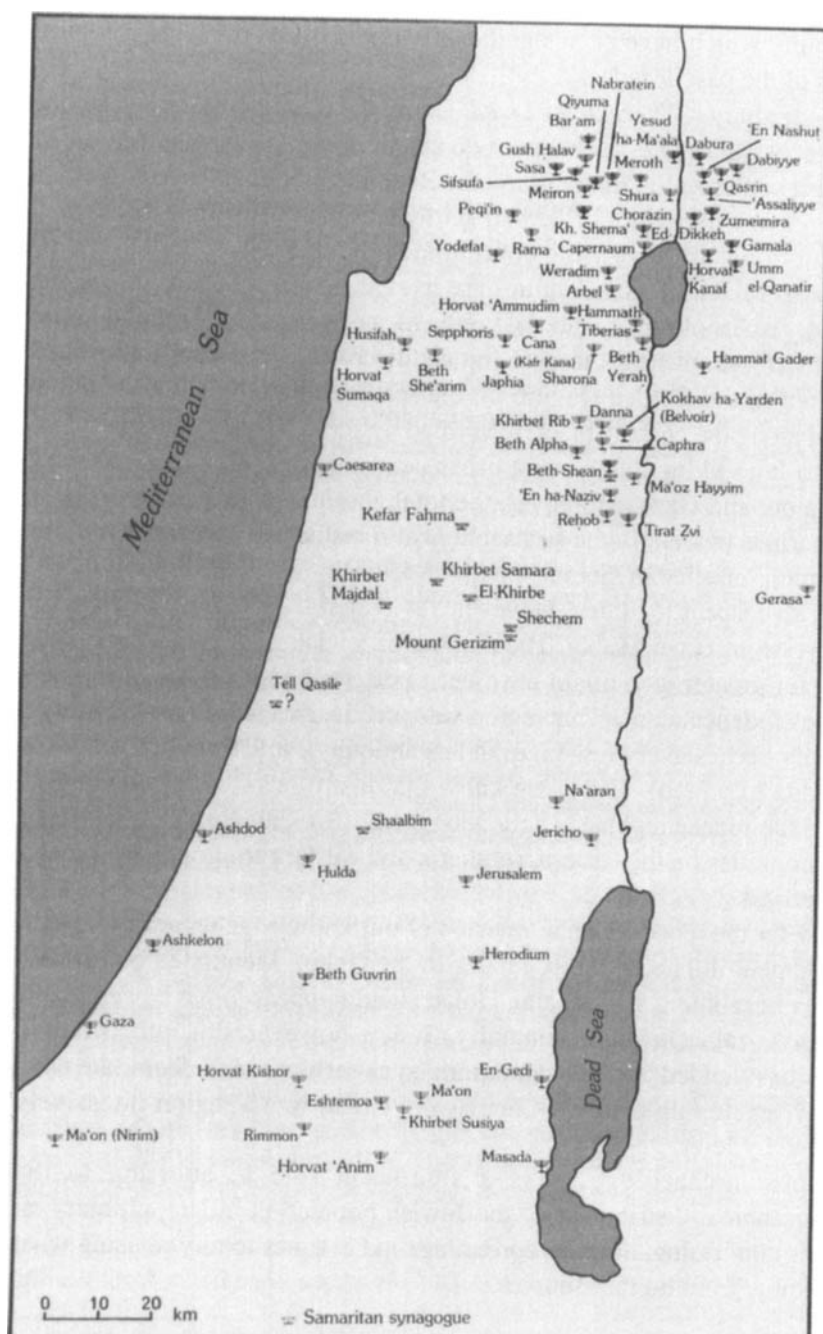 Nabratein
Qiyuma
Bar'am
Yesud
ha-Ma'ala
'En Nashut
Gush Halav
Meroth
Dabura
Dabiyye
Sasa
Sifsufa
Meiron
Shura
Qasrin
'Assaliyye
Peqi'in
Chorazin
Zumeimira
Kh. Shema'
Ed-Dikkeh
Yodefat
Rama
Capernaum
Gamala
Weradim
Horvat
Kanaf
Umm
el-Qanatir
Arbel
Horvat 'Ammudim
Hammath
Tiberias
Husifah
Sepphoris
Cana
(Kafr Kana)
Beth
She'arim
Beth
Yerah
Hammat Gader
Horvat
Sumaqa
Japhia
Sharona
Kokhav ha-Yarden
(Belvoir)
Danna
Khirbet Rib
Beth Alpha
Caphra
Mediterranean Sea
Caesarea
Beth-Shean
Ma'oz Hayyim
'En ha-Naziv
Kefar Fahma
Rehob
Tirat Zvi
Khirbet Samara
Khirbet
Majdal
El-Khirbe
Gerasa
Shechem
Mount Gerizim
Tell Qasile
?
Na'aran
Ashdod
Shaalbim
Jericho
Hulda
Jerusalem
Ashkelon
Herodium
Beth Guvrin
Gaza
Dead Sea
Horvat Kishor
En-Gedi
Eshtemoa
Ma'on
Khirbet Susiya
Ma'on (Nirim)
Rimmon
Horvat 'Anim
Masada
0 10 20 km
Samaritan synagogue